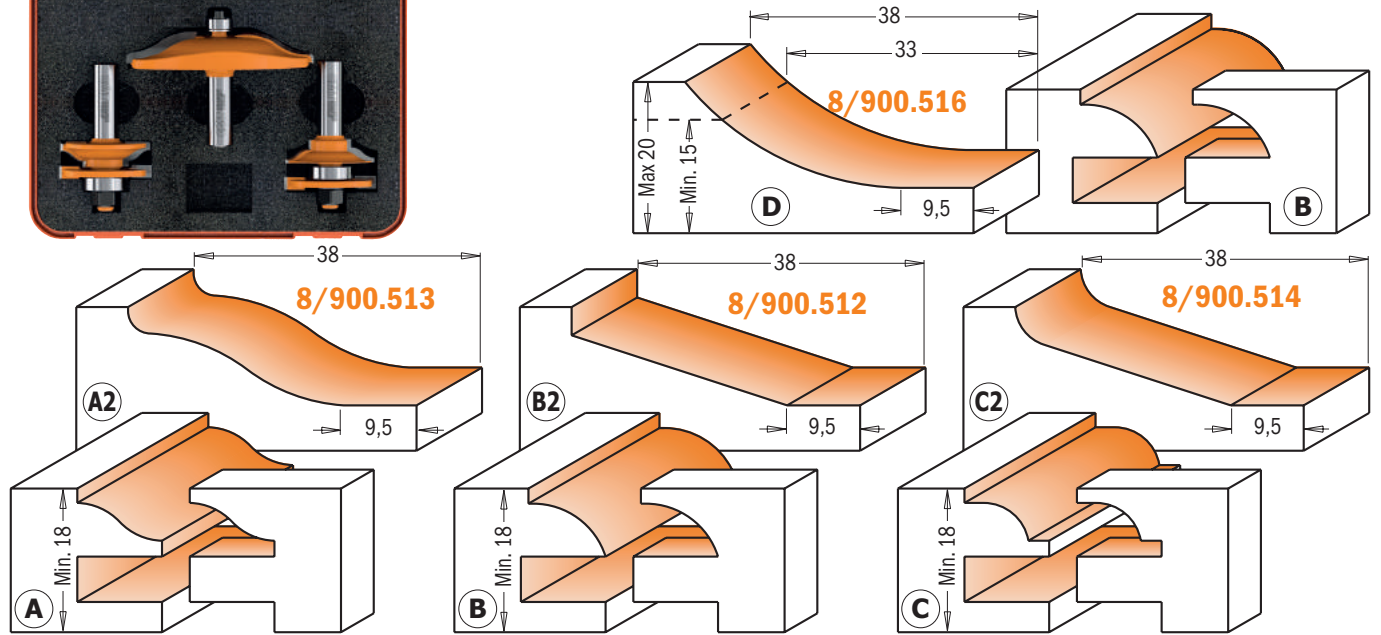 38
33
8/900.516
Max 20
Min. 15
9,5
D
B
38
8/900.513
A2
9,5
38
8/900.512
B2
9,5
38
8/900.514
C2
9,5
Min. 18
A
Min. 18
B
Min. 18
C